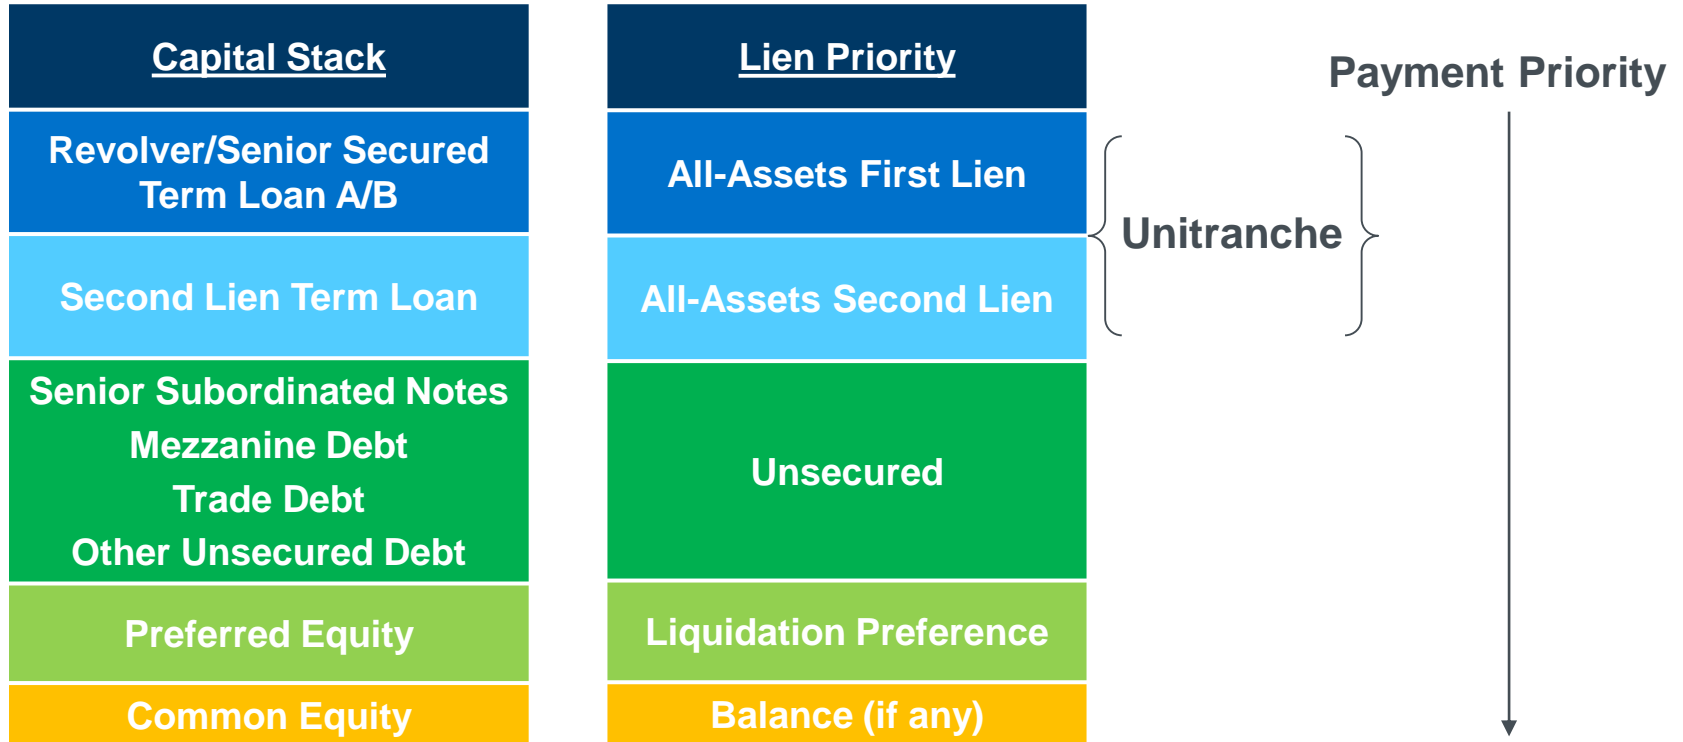 Capital Stack
Revolver/Senior Secured
Term Loan A/B
Second Lien Term Loan
Senior Subordinated Notes
Mezzanine Debt
Trade Debt
Other Unsecured Debt
Preferred Equity
Common Equity
Lien Priority
All-Assets First Lien
All-Assets Second Lien
Unsecured
Liquidation Preference
Balance (if any)
Unitranche
Payment Priority